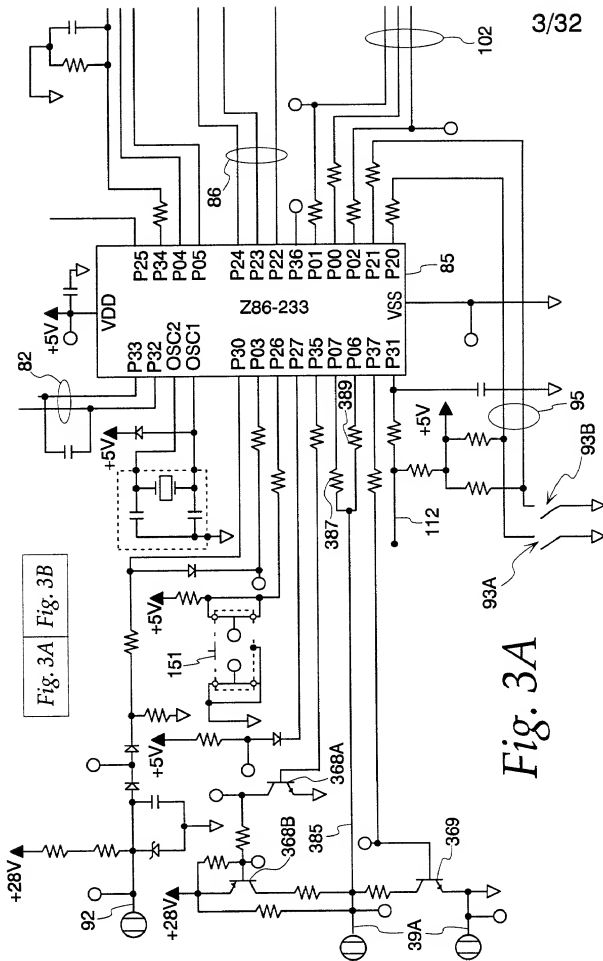 3/32
102
86
P25
P34
P04
P05
P24
P23
P22
P36
P01
P00
P02
P21
P20
85
+5V
VDD
Z86-233
VSS
P33
P32
OSC2
OSC1
P30
P03
P26
P27
P35
P07
P06
P37
P31
82
+5V
389
387
112
+5V
95
93B
93A
Fig. 3A
Fig. 3B
+5V
151
+5V
368A
+28V
92
+28V
368B
385
369
39A
Fig. 3A